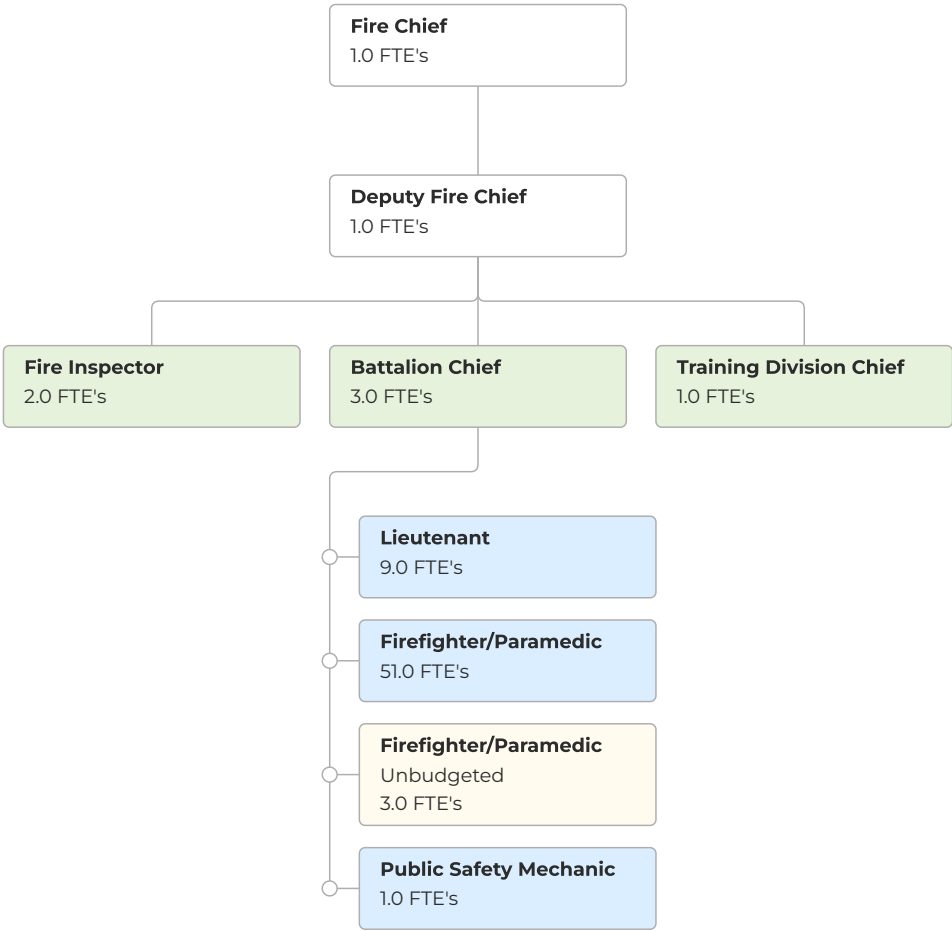 Fire Chief
1.0 FTE's
Deputy Fire Chief
1.0 FTE's
Fire Inspector
2.0 FTE's
Battalion Chief
3.0 FTE's
Training Division Chief
1.0 FTE's
Lieutenant
9.0 FTE's
Firefighter/Paramedic
51.0 FTE's
Firefighter/Paramedic
Unbudgeted
3.0 FTE's
Public Safety Mechanic
1.0 FTE's